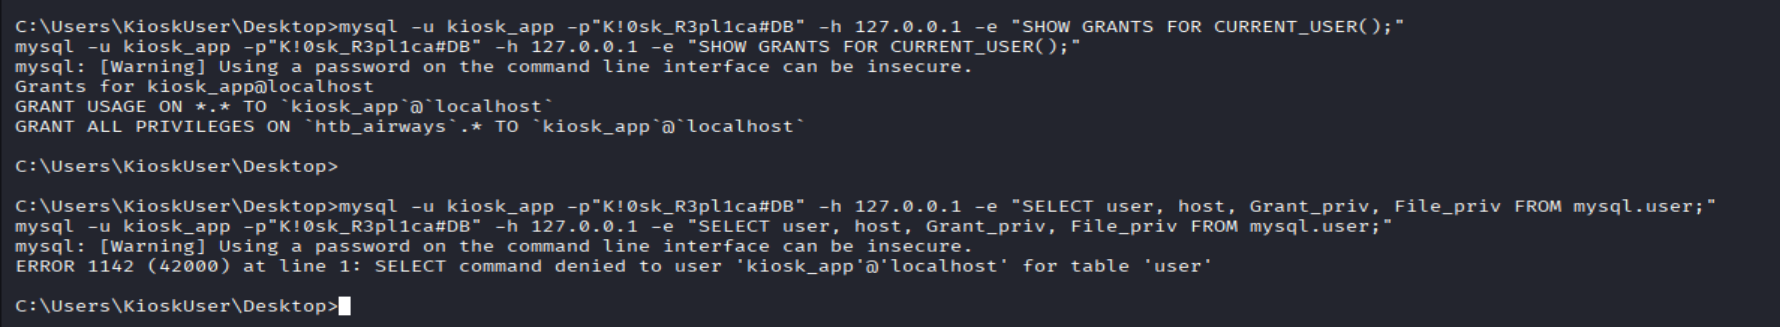 C:\Users\KioskUser\Desktop>mysql -u kiosk_app -p"K!0sk_R3pl1ca#DB" -h 127.0.0.1 -e "SHOW GRANTS FOR CURRENT_USER();"
mysql -u kiosk_app -p"K!0sk_R3pl1ca#DB" -h 127.0.0.1 -e "SHOW GRANTS FOR CURRENT_USER();"
mysql: [Warning] Using a password on the command line interface can be insecure.
Grants for kiosk_app@localhost
GRANT USAGE ON *.* TO `kiosk_app`@`localhost`
GRANT ALL PRIVILEGES ON `htb_airways`.* TO `kiosk_app`@`localhost`
C:\Users\KioskUser\Desktop>
C:\Users\KioskUser\Desktop>mysql -u kiosk_app -p"K!0sk_R3pl1ca#DB" -h 127.0.0.1 -e "SELECT user, host, Grant_priv, File_priv FROM mysql.user;"
mysql -u kiosk_app -p"K!0sk_R3pl1ca#DB" -h 127.0.0.1 -e "SELECT user, host, Grant_priv, File_priv FROM mysql.user;"
mysql: [Warning] Using a password on the command line interface can be insecure.
ERROR 1142 (42000) at line 1: SELECT command denied to user 'kiosk_app'@'localhost' for table 'user'
C:\Users\KioskUser\Desktop>